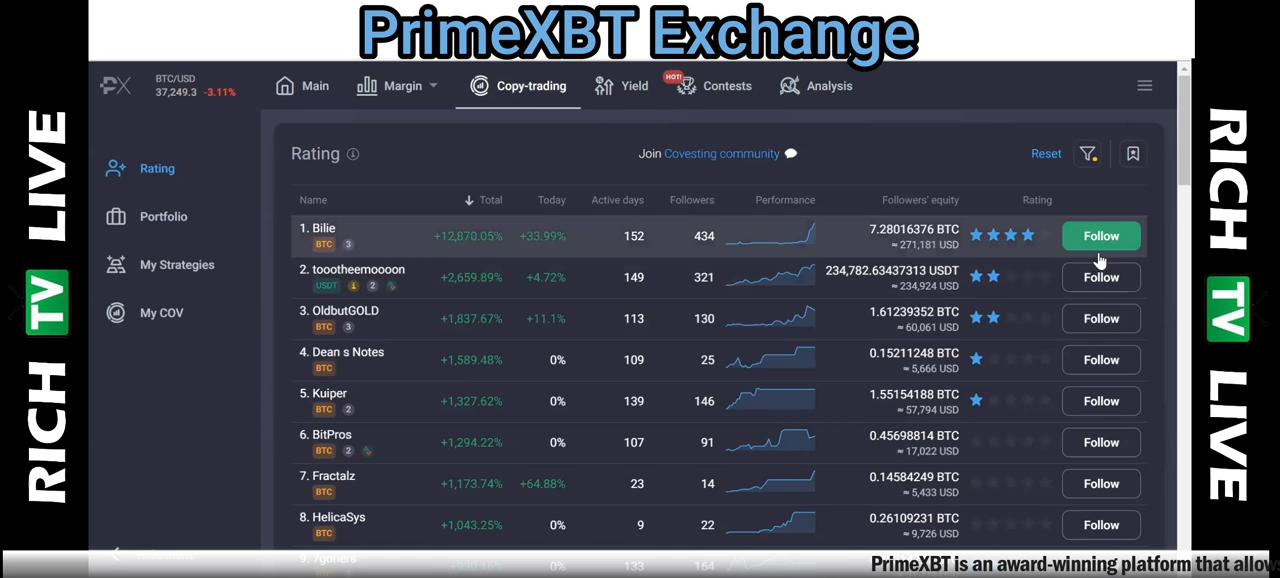 PrimeXBT Exchange
RICH TV LIVE
RICH TV LIVE
PX
BTC/USD
37,249.3 -3.11%
Main
Margin
Copy-trading
Yield
HOT!
Contests
Analysis
Rating
Portfolio
My Strategies
My COV
Rating
Join Covesting community
Reset
Name Total Today Active days Followers Performance Followers' equity Rating
1. Bilie +12,870.05% +33.99% 152 434 7.28016376 BTC Follow
BTC 3 ≈ 271,181 USD
2. toootheemoooon +2,659.89% +4.72% 149 321 234,782.63437313 USDT Follow
USDT i 2 ≈ 234,924 USD
3. OldbutGOLD +1,837.67% +11.1% 113 130 1.61239352 BTC Follow
BTC 3 ≈ 60,061 USD
4. Dean s Notes +1,589.48% 0% 109 25 0.15211248 BTC Follow
BTC ≈ 5,666 USD
5. Kuiper +1,327.62% 0% 139 146 1.55154188 BTC Follow
BTC 2 ≈ 57,794 USD
6. BitPros +1,294.22% 0% 107 91 0.45698814 BTC Follow
BTC 2 ≈ 17,022 USD
7. Fractalz +1,173.74% +64.88% 23 14 0.14584249 BTC Follow
BTC ≈ 5,433 USD
8. HelicaSys +1,043.25% 0% 9 22 0.26109231 BTC Follow
BTC ≈ 9,726 USD
PrimeXBT is an award-winning platform that allow